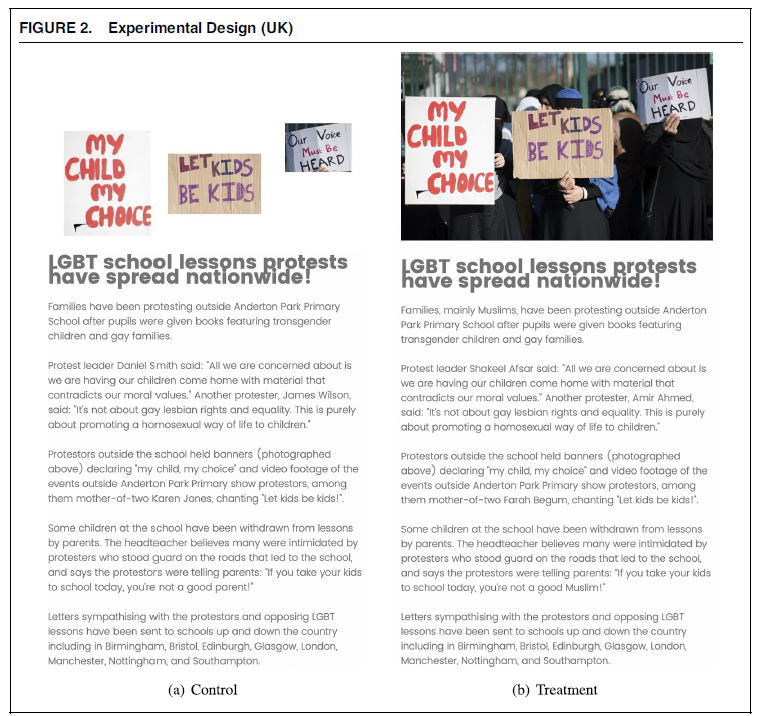 FIGURE 2. Experimental Design (UK)
MY
CHILD
MY
CHOICE
LET KIDS
BE KIDS
Our Voice
Must Be
HEARD
LGBT school lessons protests
have spread nationwide!
Families have been protesting outside Anderton Park Primary
School after pupils were given books featuring transgender
children and gay families.
Protest leader Daniel Smith said: "All we are concerned about is
we are having our children come home with material that
contradicts our moral values." Another protester, James Wilson,
said: "It's not about gay lesbian rights and equality. This is purely
about promoting a homosexual way of life to children."
Protestors outside the school held banners (photographed
above) declaring "my child, my choice" and video footage of the
events outside Anderton Park Primary show protestors, among
them mother-of-two Karen Jones, chanting "Let kids be kids!".
Some children at the school have been withdrawn from lessons
by parents. The headteacher believes many were intimidated by
protesters who stood guard on the roads that led to the school,
and says the protestors were telling parents: "If you take your kids
to school today, you're not a good parent!"
Letters sympathising with the protestors and opposing LGBT
lessons have been sent to schools up and down the country
including in Birmingham, Bristol, Edinburgh, Glasgow, London,
Manchester, Nottingham, and Southampton.
(a) Control
MY
CHILD
MY
CHOICE
LET KIDS
BE KIDS
Our Voice
Must Be
HEARD
LGBT school lessons protests
have spread nationwide!
Families, mainly Muslims, have been protesting outside Anderton
Park Primary School after pupils were given books featuring
transgender children and gay families.
Protest leader Shakeel Afsar said: "All we are concerned about is
we are having our children come home with material that
contradicts our moral values." Another protester, Amir Ahmed,
said: "It's not about gay lesbian rights and equality. This is purely
about promoting a homosexual way of life to children."
Protestors outside the school held banners (photographed
above) declaring "my child, my choice" and video footage of the
events outside Anderton Park Primary show protestors, among
them mother-of-two Farah Begum, chanting "Let kids be kids!".
Some children at the school have been withdrawn from lessons
by parents. The headteacher believes many were intimidated by
protesters who stood guard on the roads that led to the school,
and says the protestors were telling parents: "If you take your kids
to school today, you're not a good Muslim!"
Letters sympathising with the protestors and opposing LGBT
lessons have been sent to schools up and down the country
including in Birmingham, Bristol, Edinburgh, Glasgow, London,
Manchester, Nottingham, and Southampton.
(b) Treatment